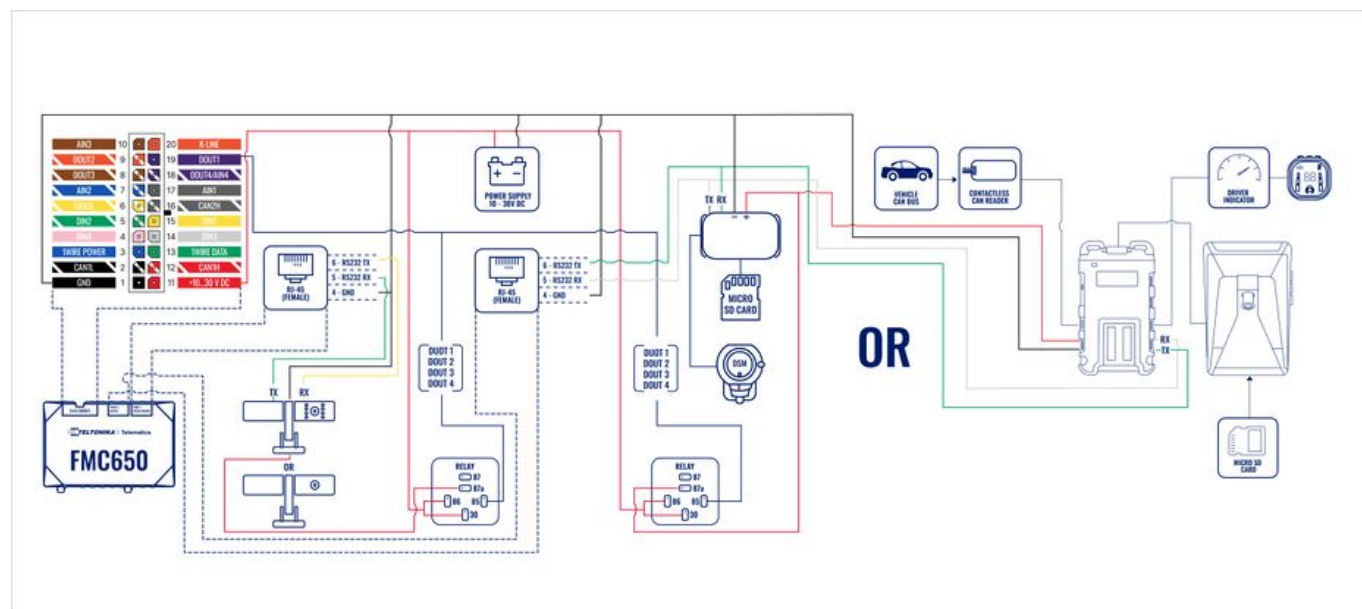 AIN3 10 20 K-LINE
DOUT2 9 19 DOUT1
DOUT3 8 18 DOUT4/AIN4
AIN2 7 17 AIN1
6 16 CAN2H
DIN2 5 15
DIN4 4 14 DIN3
1WIRE POWER 3 13 1WIRE DATA
CAN1L 2 12 CAN1H
GND 1 11 +10...30 V DC
TELTONIKA | Telematics
FMC650
RJ-45
(FEMALE)
6 - RS232 TX
5 - RS232 RX
4 - GND
TX
RX
OR
POWER SUPPLY
10 - 30V DC
DUOT 1
DOUT 2
DOUT 3
DOUT 4
RELAY
87
87a
86
85
30
RJ-45
(FEMALE)
6 - RS232 TX
5 - RS232 RX
4 - GND
DUOT 1
DOUT 2
DOUT 3
DOUT 4
RELAY
87
87a
86
85
30
TX RX
MICRO
SD CARD
DSM
OR
VEHICLE
CAN BUS
CONTACTLESS
CAN READER
DRIVER
INDICATOR
RX
TX
MICRO SD
CARD